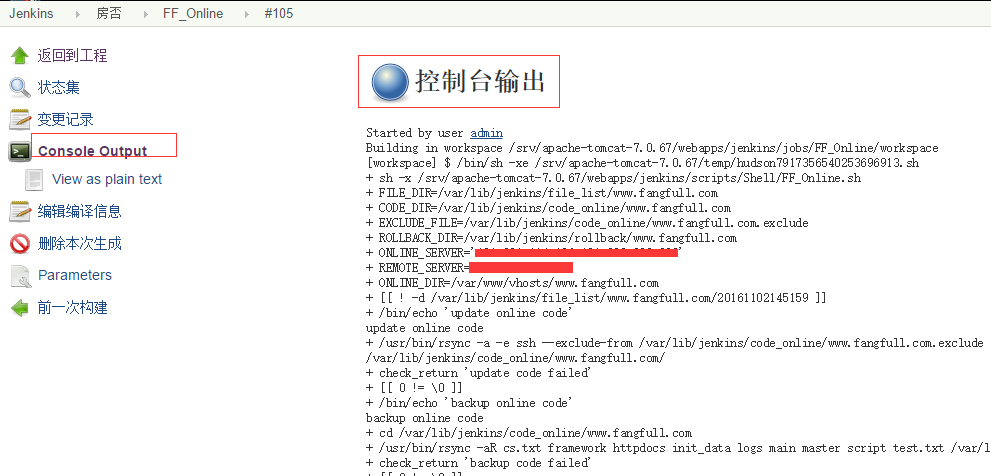 Jenkins 房否 FF_Online #105
返回到工程
状态集
变更记录
Console Output
View as plain text
编辑编译信息
删除本次生成
Parameters
前一次构建
控制台输出
Started by user admin
Building in workspace /srv/apache-tomcat-7.0.67/webapps/jenkins/jobs/FF_Online/workspace
[workspace] $ /bin/sh -xe /srv/apache-tomcat-7.0.67/temp/hudson7917356540253696913.sh
+ sh -x /srv/apache-tomcat-7.0.67/webapps/jenkins/scripts/Shell/FF_Online.sh
+ FILE_DIR=/var/lib/jenkins/file_list/www.fangfull.com
+ CODE_DIR=/var/lib/jenkins/code_online/www.fangfull.com
+ EXCLUDE_FILE=/var/lib/jenkins/code_online/www.fangfull.com.exclude
+ ROLLBACK_DIR=/var/lib/jenkins/rollback/www.fangfull.com
+ ONLINE_SERVER='
+ REMOTE_SERVER=
+ ONLINE_DIR=/var/www/vhosts/www.fangfull.com
+ [[ ! -d /var/lib/jenkins/file_list/www.fangfull.com/20161102145159 ]]
+ /bin/echo 'update online code'
update online code
+ /usr/bin/rsync -a -e ssh --exclude-from /var/lib/jenkins/code_online/www.fangfull.com.exclude
/var/lib/jenkins/code_online/www.fangfull.com/
+ check_return 'update code failed'
+ [[ 0 != \0 ]]
+ /bin/echo 'backup online code'
backup online code
+ cd /var/lib/jenkins/code_online/www.fangfull.com
+ /usr/bin/rsync -aR cs.txt framework httpdocs init_data logs main master script test.txt /var/l
+ check_return 'backup code failed'
+ [[ 0 != \0 ]]